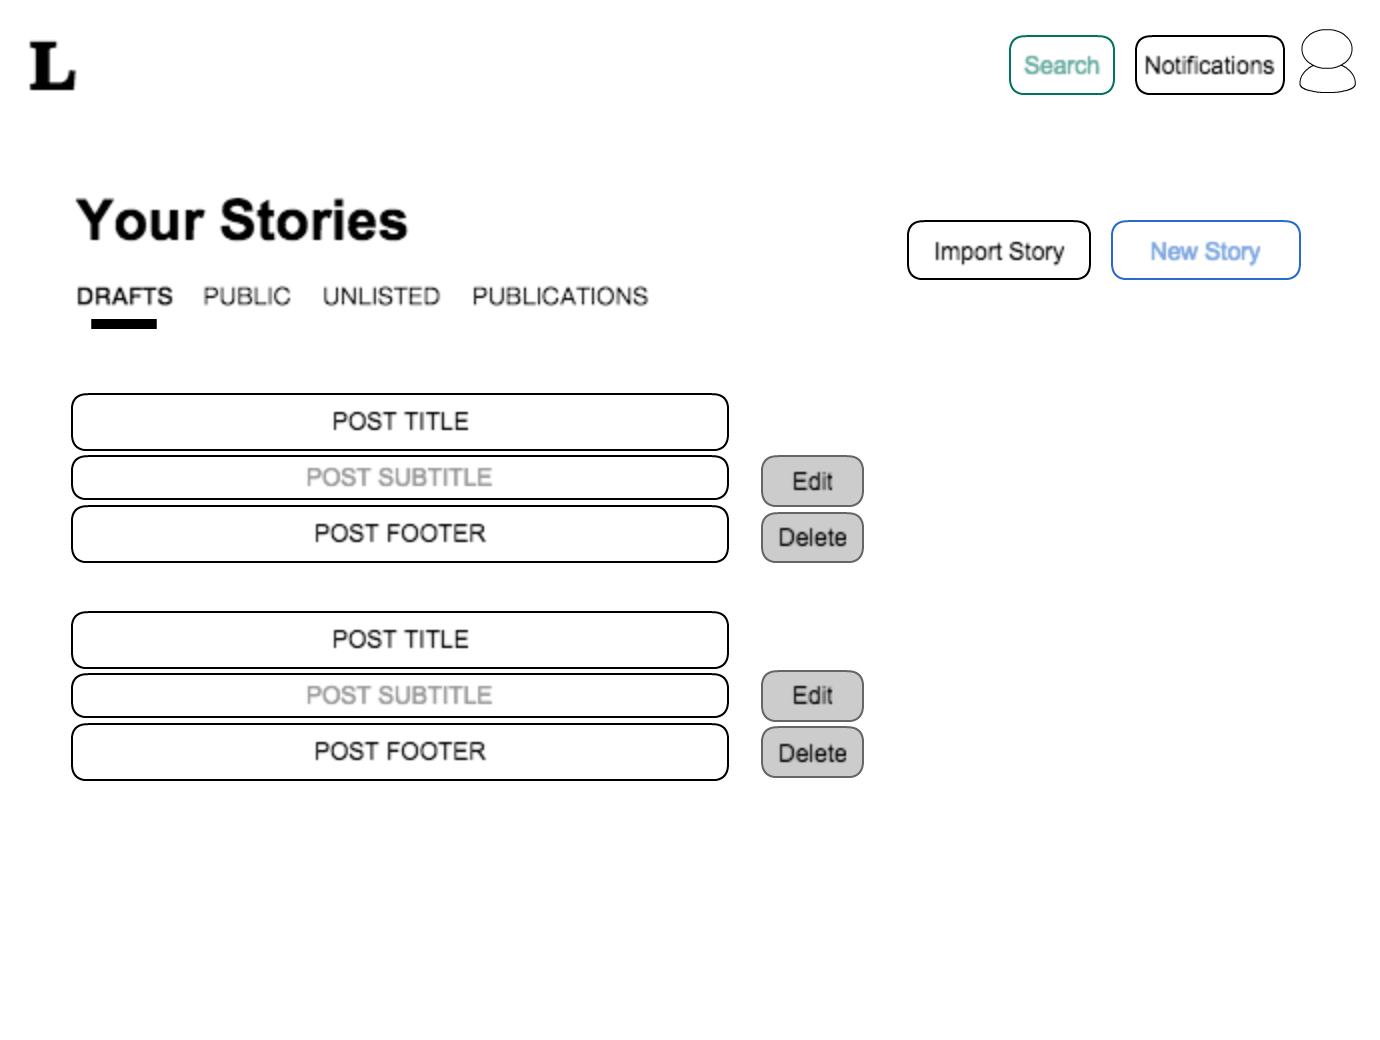 L
Search
Notifications
Your Stories
Import Story
New Story
DRAFTS PUBLIC UNLISTED PUBLICATIONS
POST TITLE
POST SUBTITLE
Edit
POST FOOTER
Delete
POST TITLE
POST SUBTITLE
Edit
POST FOOTER
Delete